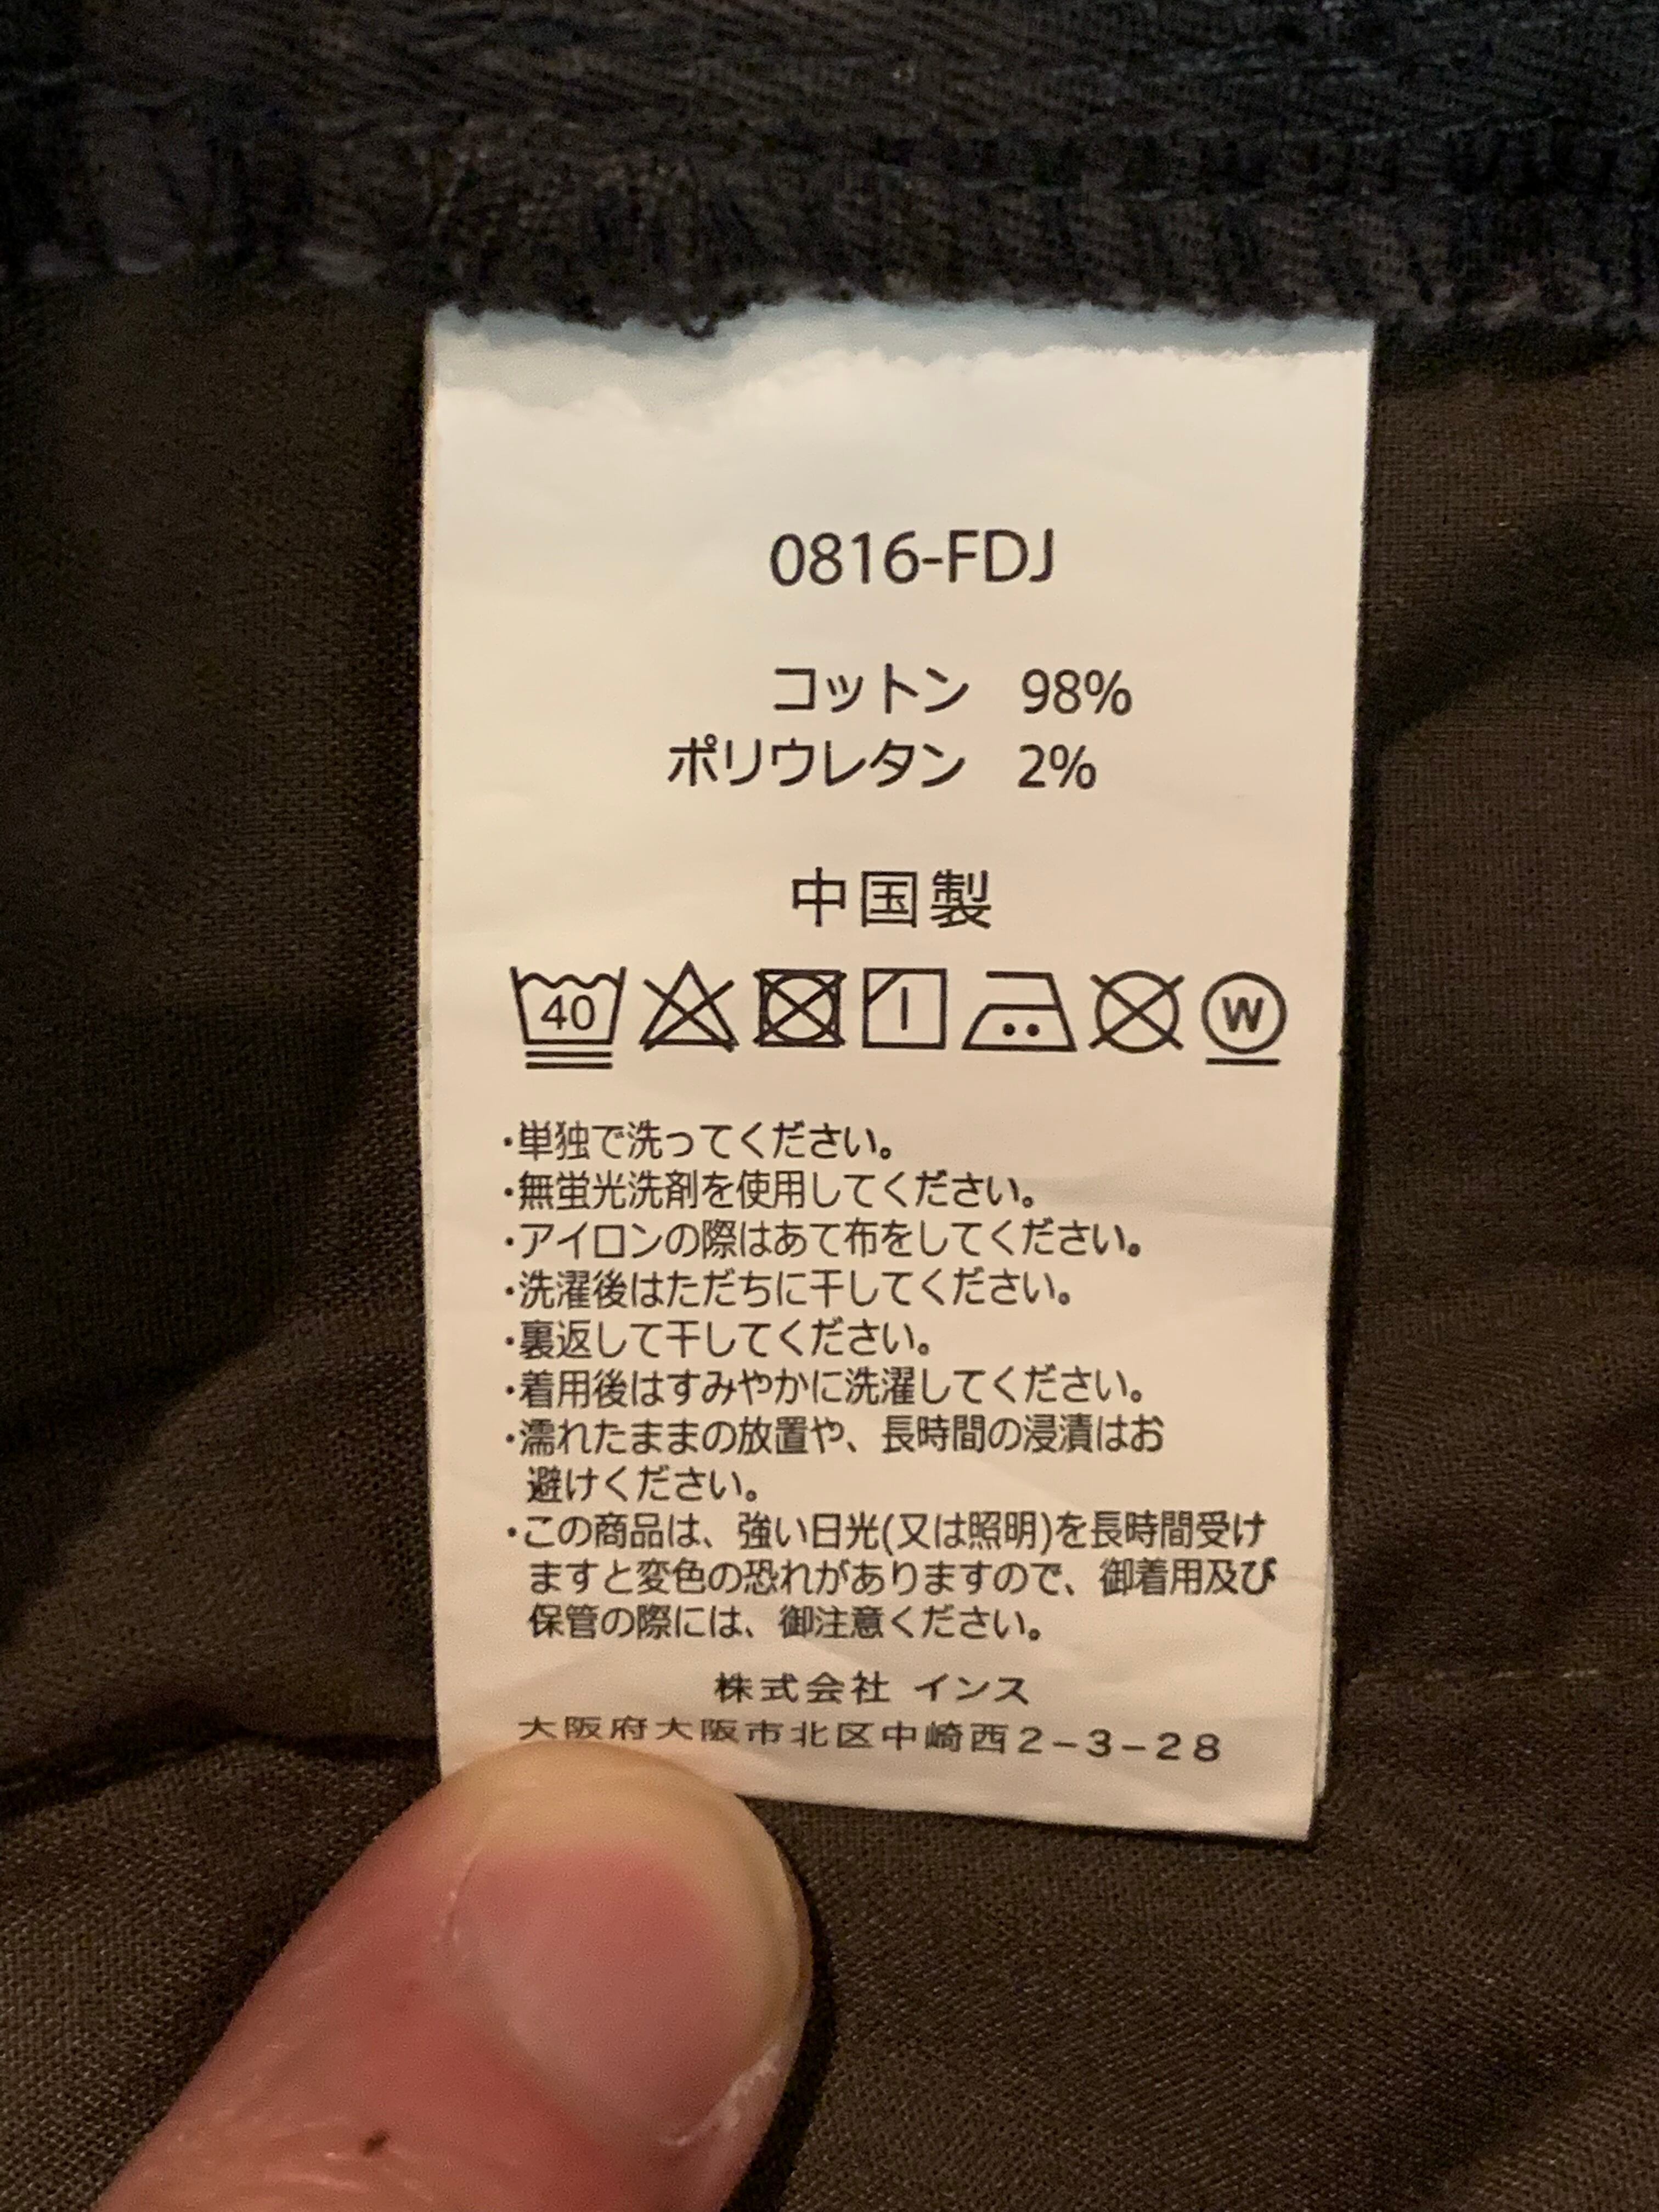 0816-FDJ
コットン 98%
ポリウレタン 2%
中国製
40 W
・単独で洗ってください。
・無蛍光洗剤を使用してください。
・アイロンの際はあて布をしてください。
・洗濯後はただちに干してください。
・裏返して干してください。
・着用後はすみやかに洗濯してください。
・濡れたままの放置や、長時間の浸漬はお
避けください。
・この商品は、強い日光(又は照明)を長時間受け
ますと変色の恐れがありますので、御着用及び
保管の際には、御注意ください。
株式会社 インス
大阪府大阪市北区中崎西2-3-28